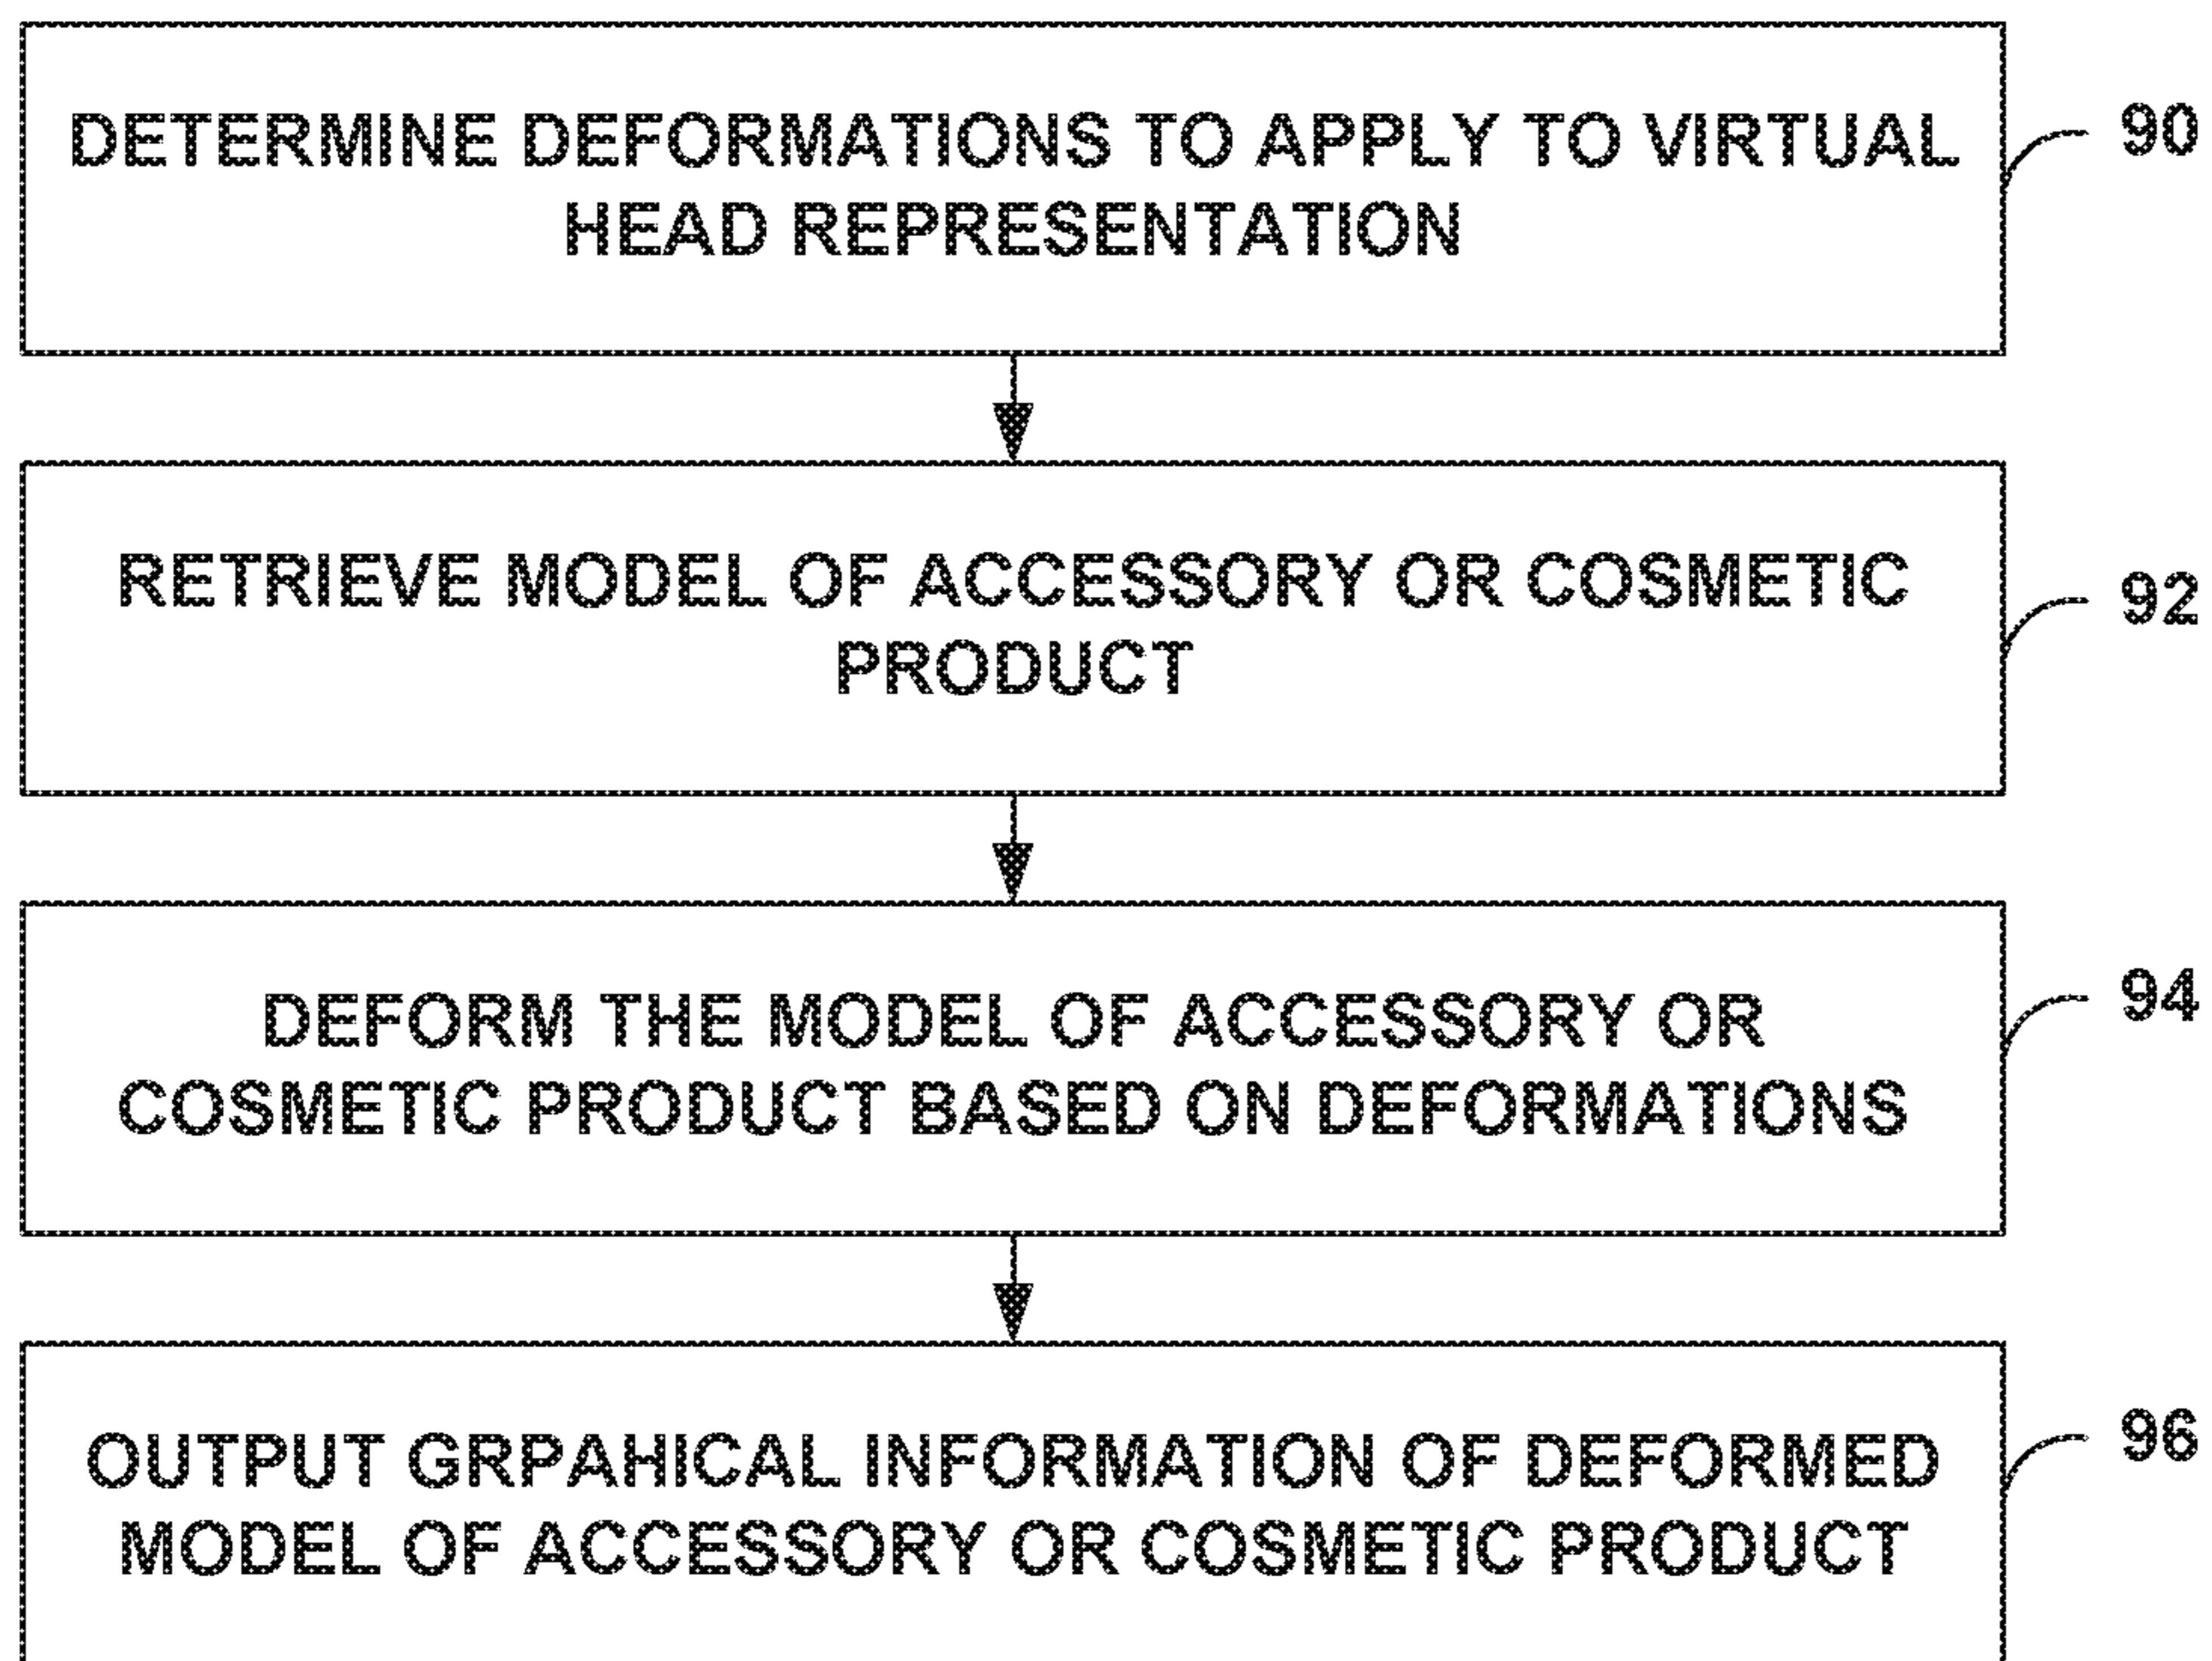 DETERMINE DEFORMATIONS TO APPLY TO VIRTUAL
HEAD REPRESENTATION
90
RETRIEVE MODEL OF ACCESSORY OR COSMETIC
PRODUCT
92
DEFORM THE MODEL OF ACCESSORY OR
COSMETIC PRODUCT BASED ON DEFORMATIONS
94
OUTPUT GRPAHICAL INFORMATION OF DEFORMED
MODEL OF ACCESSORY OR COSMETIC PRODUCT
96